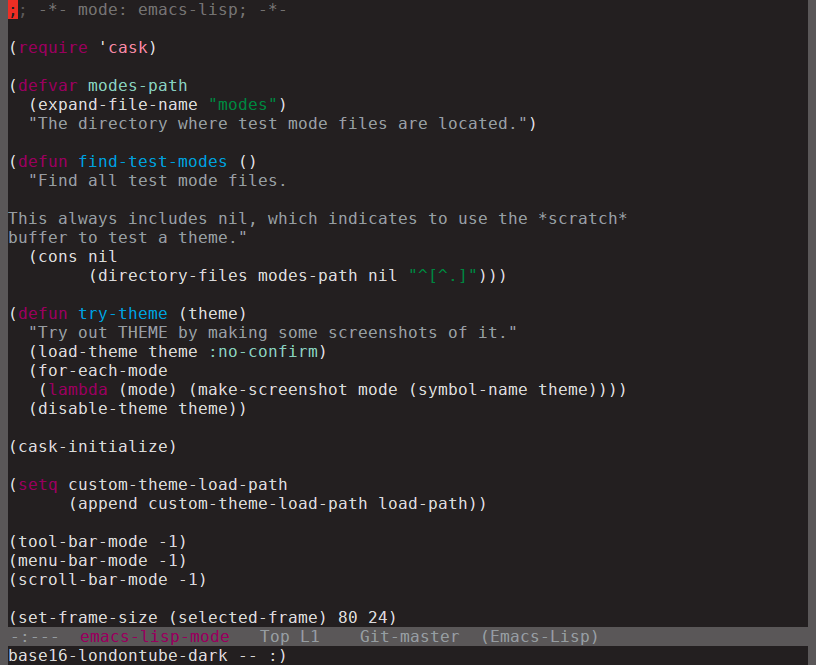 ;; -*- mode: emacs-lisp; -*-

(require 'cask)

(defvar modes-path
  (expand-file-name "modes")
  "The directory where test mode files are located.")

(defun find-test-modes ()
  "Find all test mode files.

This always includes nil, which indicates to use the *scratch*
buffer to test a theme."
  (cons nil
        (directory-files modes-path nil "^[^.]")))

(defun try-theme (theme)
  "Try out THEME by making some screenshots of it."
  (load-theme theme :no-confirm)
  (for-each-mode
   (lambda (mode) (make-screenshot mode (symbol-name theme))))
  (disable-theme theme))

(cask-initialize)

(setq custom-theme-load-path
      (append custom-theme-load-path load-path))

(tool-bar-mode -1)
(menu-bar-mode -1)
(scroll-bar-mode -1)

(set-frame-size (selected-frame) 80 24)
-:---  emacs-lisp-mode   Top L1    Git-master  (Emacs-Lisp)
base16-londontube-dark -- :)